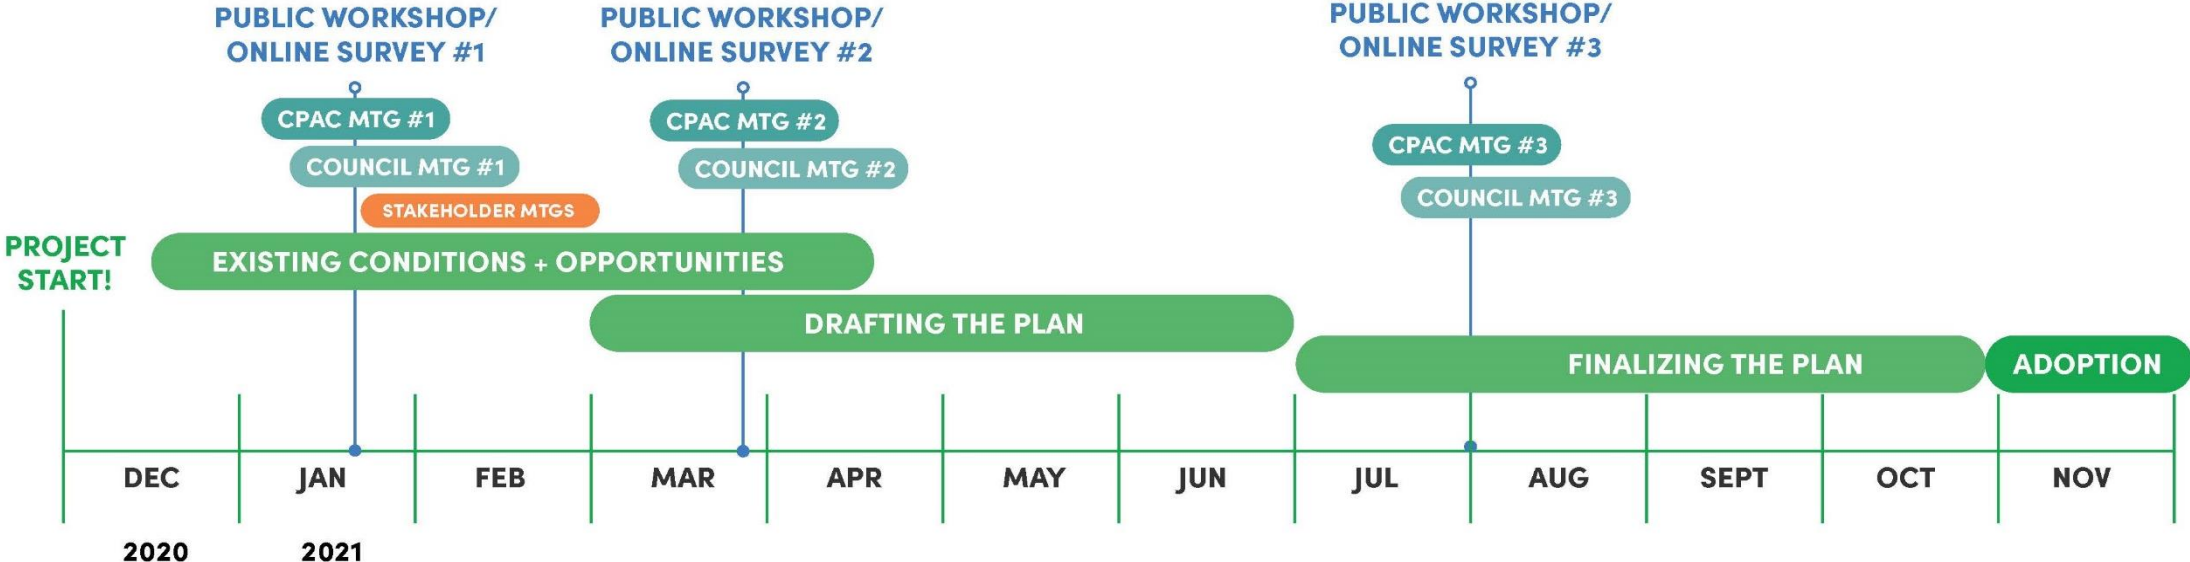 PUBLIC WORKSHOP/
ONLINE SURVEY #1
PUBLIC WORKSHOP/
ONLINE SURVEY #2
PUBLIC WORKSHOP/
ONLINE SURVEY #3
CPAC MTG #1
COUNCIL MTG #1
STAKEHOLDER MTGS
CPAC MTG #2
COUNCIL MTG #2
CPAC MTG #3
COUNCIL MTG #3
PROJECT
START!
EXISTING CONDITIONS + OPPORTUNITIES
DRAFTING THE PLAN
FINALIZING THE PLAN
ADOPTION
DEC
JAN
FEB
MAR
APR
MAY
JUN
JUL
AUG
SEPT
OCT
NOV
2020
2021